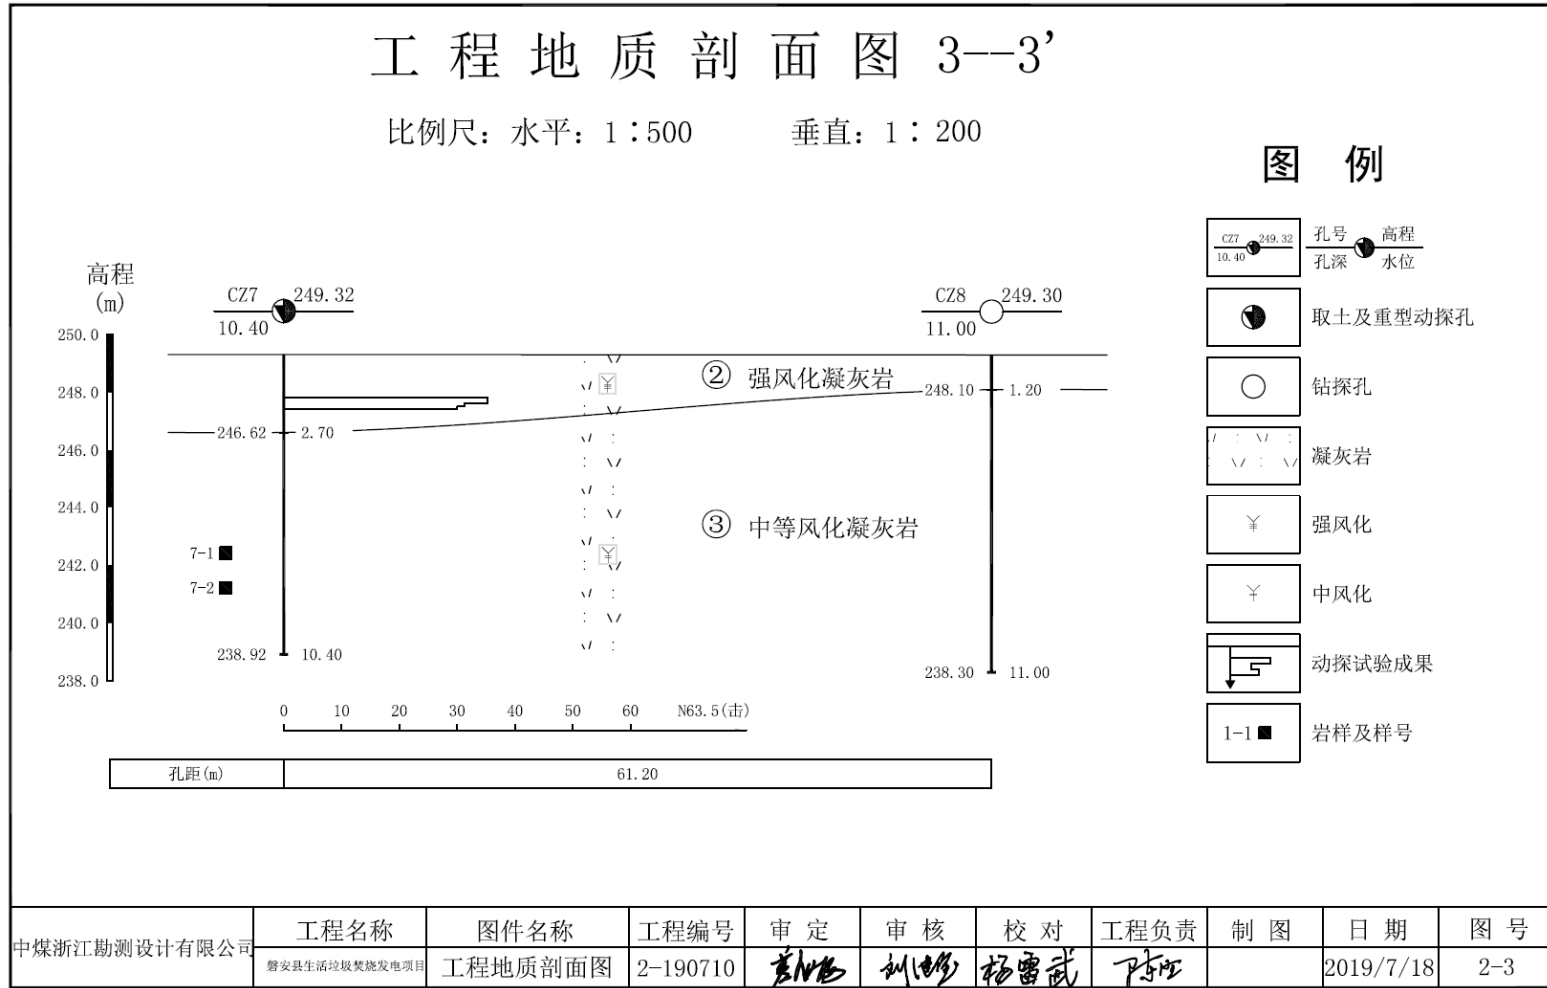 工程地质剖面图 3--3'
比例尺：水平：1：500 垂直：1：200
图 例
CZ7 249.32
10.40
孔号 高程
孔深 水位
取土及重型动探孔
钻探孔
凝灰岩
强风化
中风化
动探试验成果
1-1 岩样及样号
高程
(m)
250.0
248.0
246.0
244.0
242.0
240.0
238.0
CZ7 249.32
10.40
CZ8 249.30
11.00
② 强风化凝灰岩
248.10 1.20
246.62 2.70
③ 中等风化凝灰岩
7-1
7-2
238.92 10.40
238.30 11.00
0 10 20 30 40 50 60 N63.5(击)
孔距(m) 61.20
中煤浙江勘测设计有限公司
工程名称 图件名称 工程编号 审 定 审 核 校 对 工程负责 制 图 日 期 图 号
磐安县生活垃圾焚烧发电项目 工程地质剖面图 2-190710 杨雷武 2019/7/18 2-3